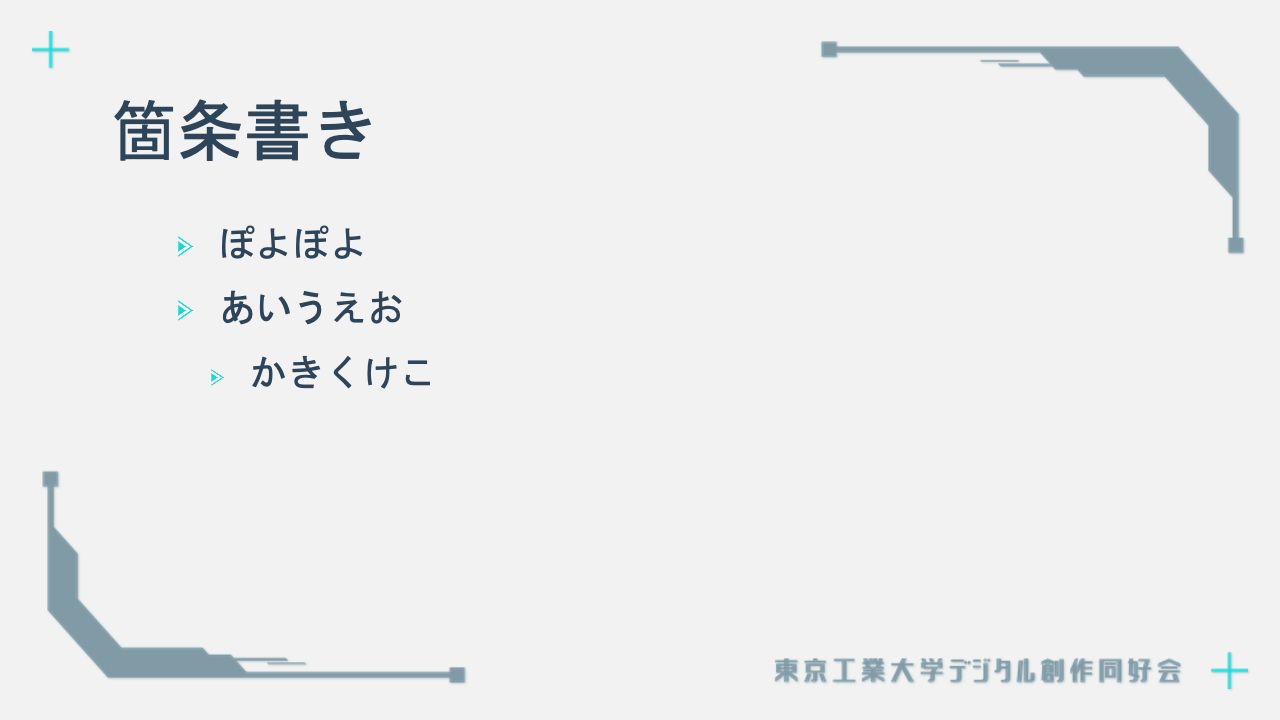 箇条書き
ぽよぽよ
あいうえお
かきくけこ
東京工業大学デジタル創作同好会